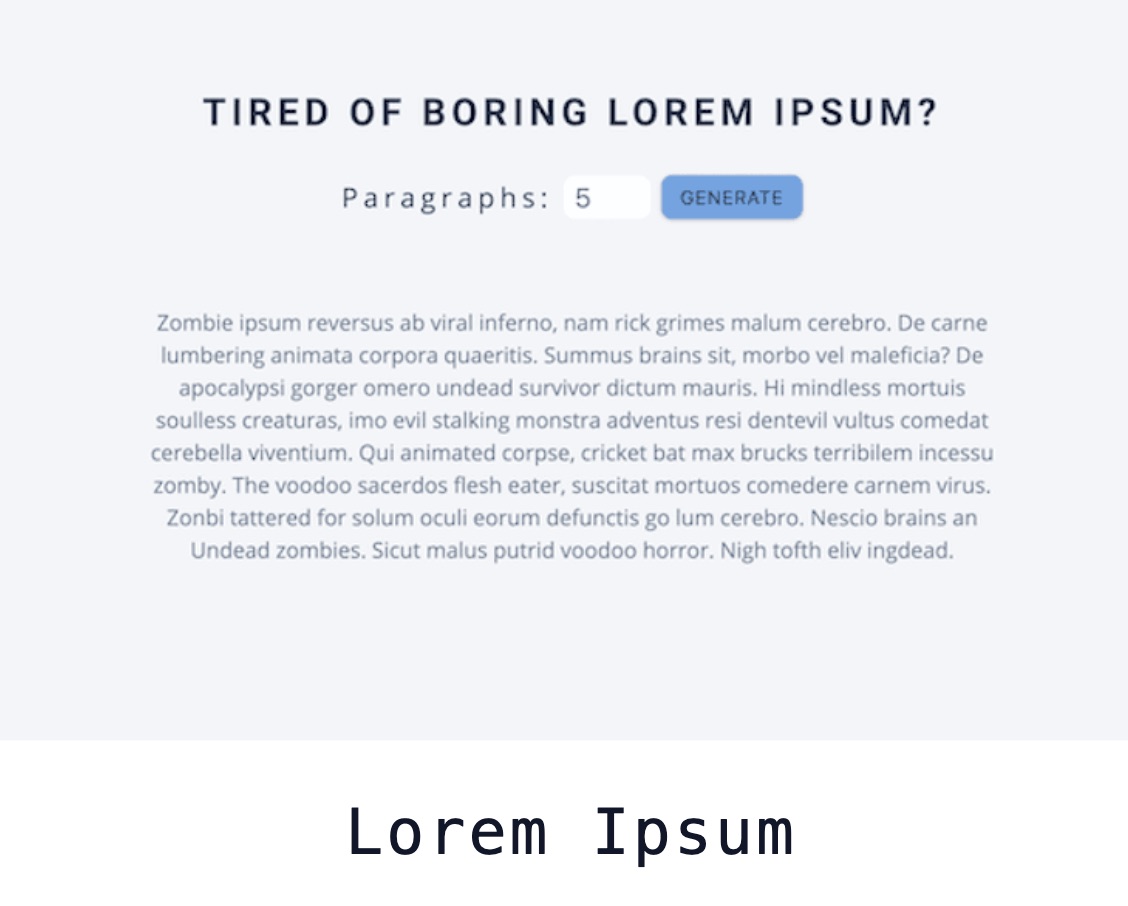 TIRED OF BORING LOREM IPSUM?
Paragraphs: 5 GENERATE
Zombie ipsum reversus ab viral inferno, nam rick grimes malum cerebro. De carne
lumbering animata corpora quaeritis. Summus brains sit, morbo vel maleficia? De
apocalypsi gorger omero undead survivor dictum mauris. Hi mindless mortuis
soulless creaturas, imo evil stalking monstra adventus resi dentevil vultus comedat
cerebella viventium. Qui animated corpse, cricket bat max brucks terribilem incessu
zomby. The voodoo sacerdos flesh eater, suscitat mortuos comedere carnem virus.
Zonbi tattered for solum oculi eorum defunctis go lum cerebro. Nescio brains an
Undead zombies. Sicut malus putrid voodoo horror. Nigh tofth eliv ingdead.
Lorem Ipsum